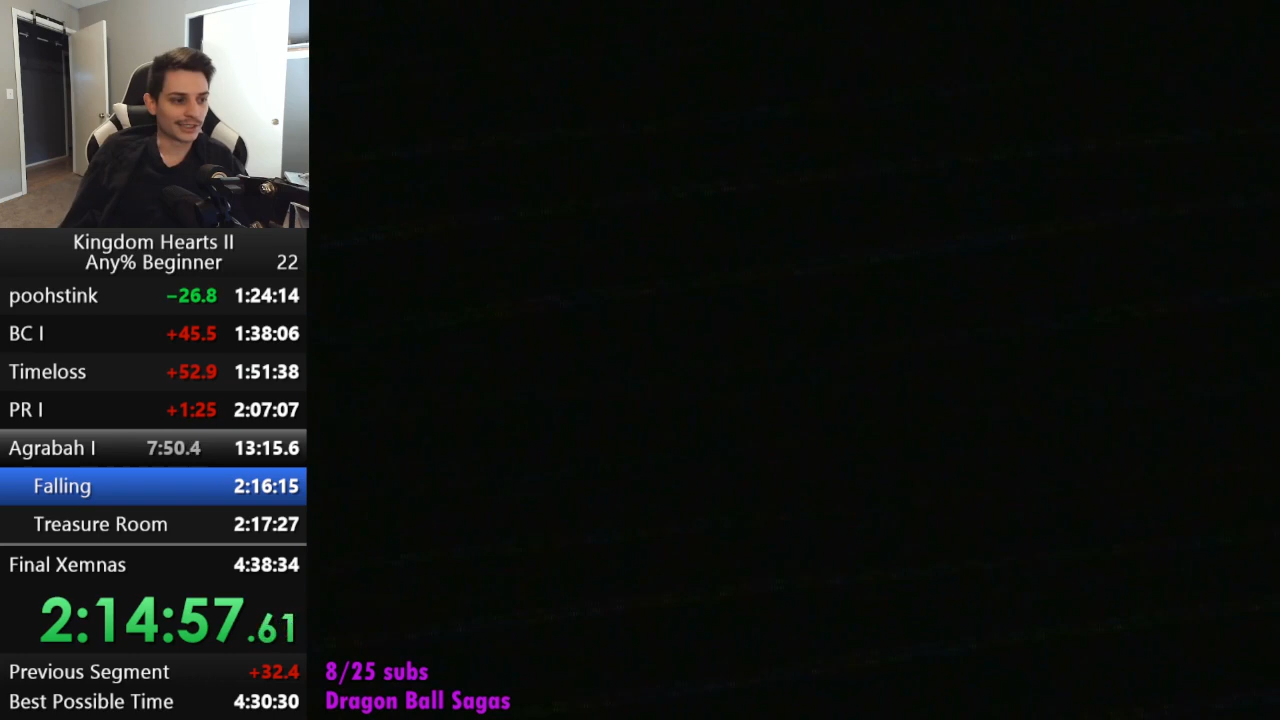 Kingdom Hearts II
Any% Beginner 22
poohstink −26.8 1:24:14
BC I +45.5 1:38:06
Timeloss +52.9 1:51:38
PR I +1:25 2:07:07
Agrabah I 7:50.4 13:15.6
Falling 2:16:15
Treasure Room 2:17:27
Final Xemnas 4:38:34
2:14:57.61
Previous Segment +32.4
Best Possible Time 4:30:30
8/25 subs
Dragon Ball Sagas